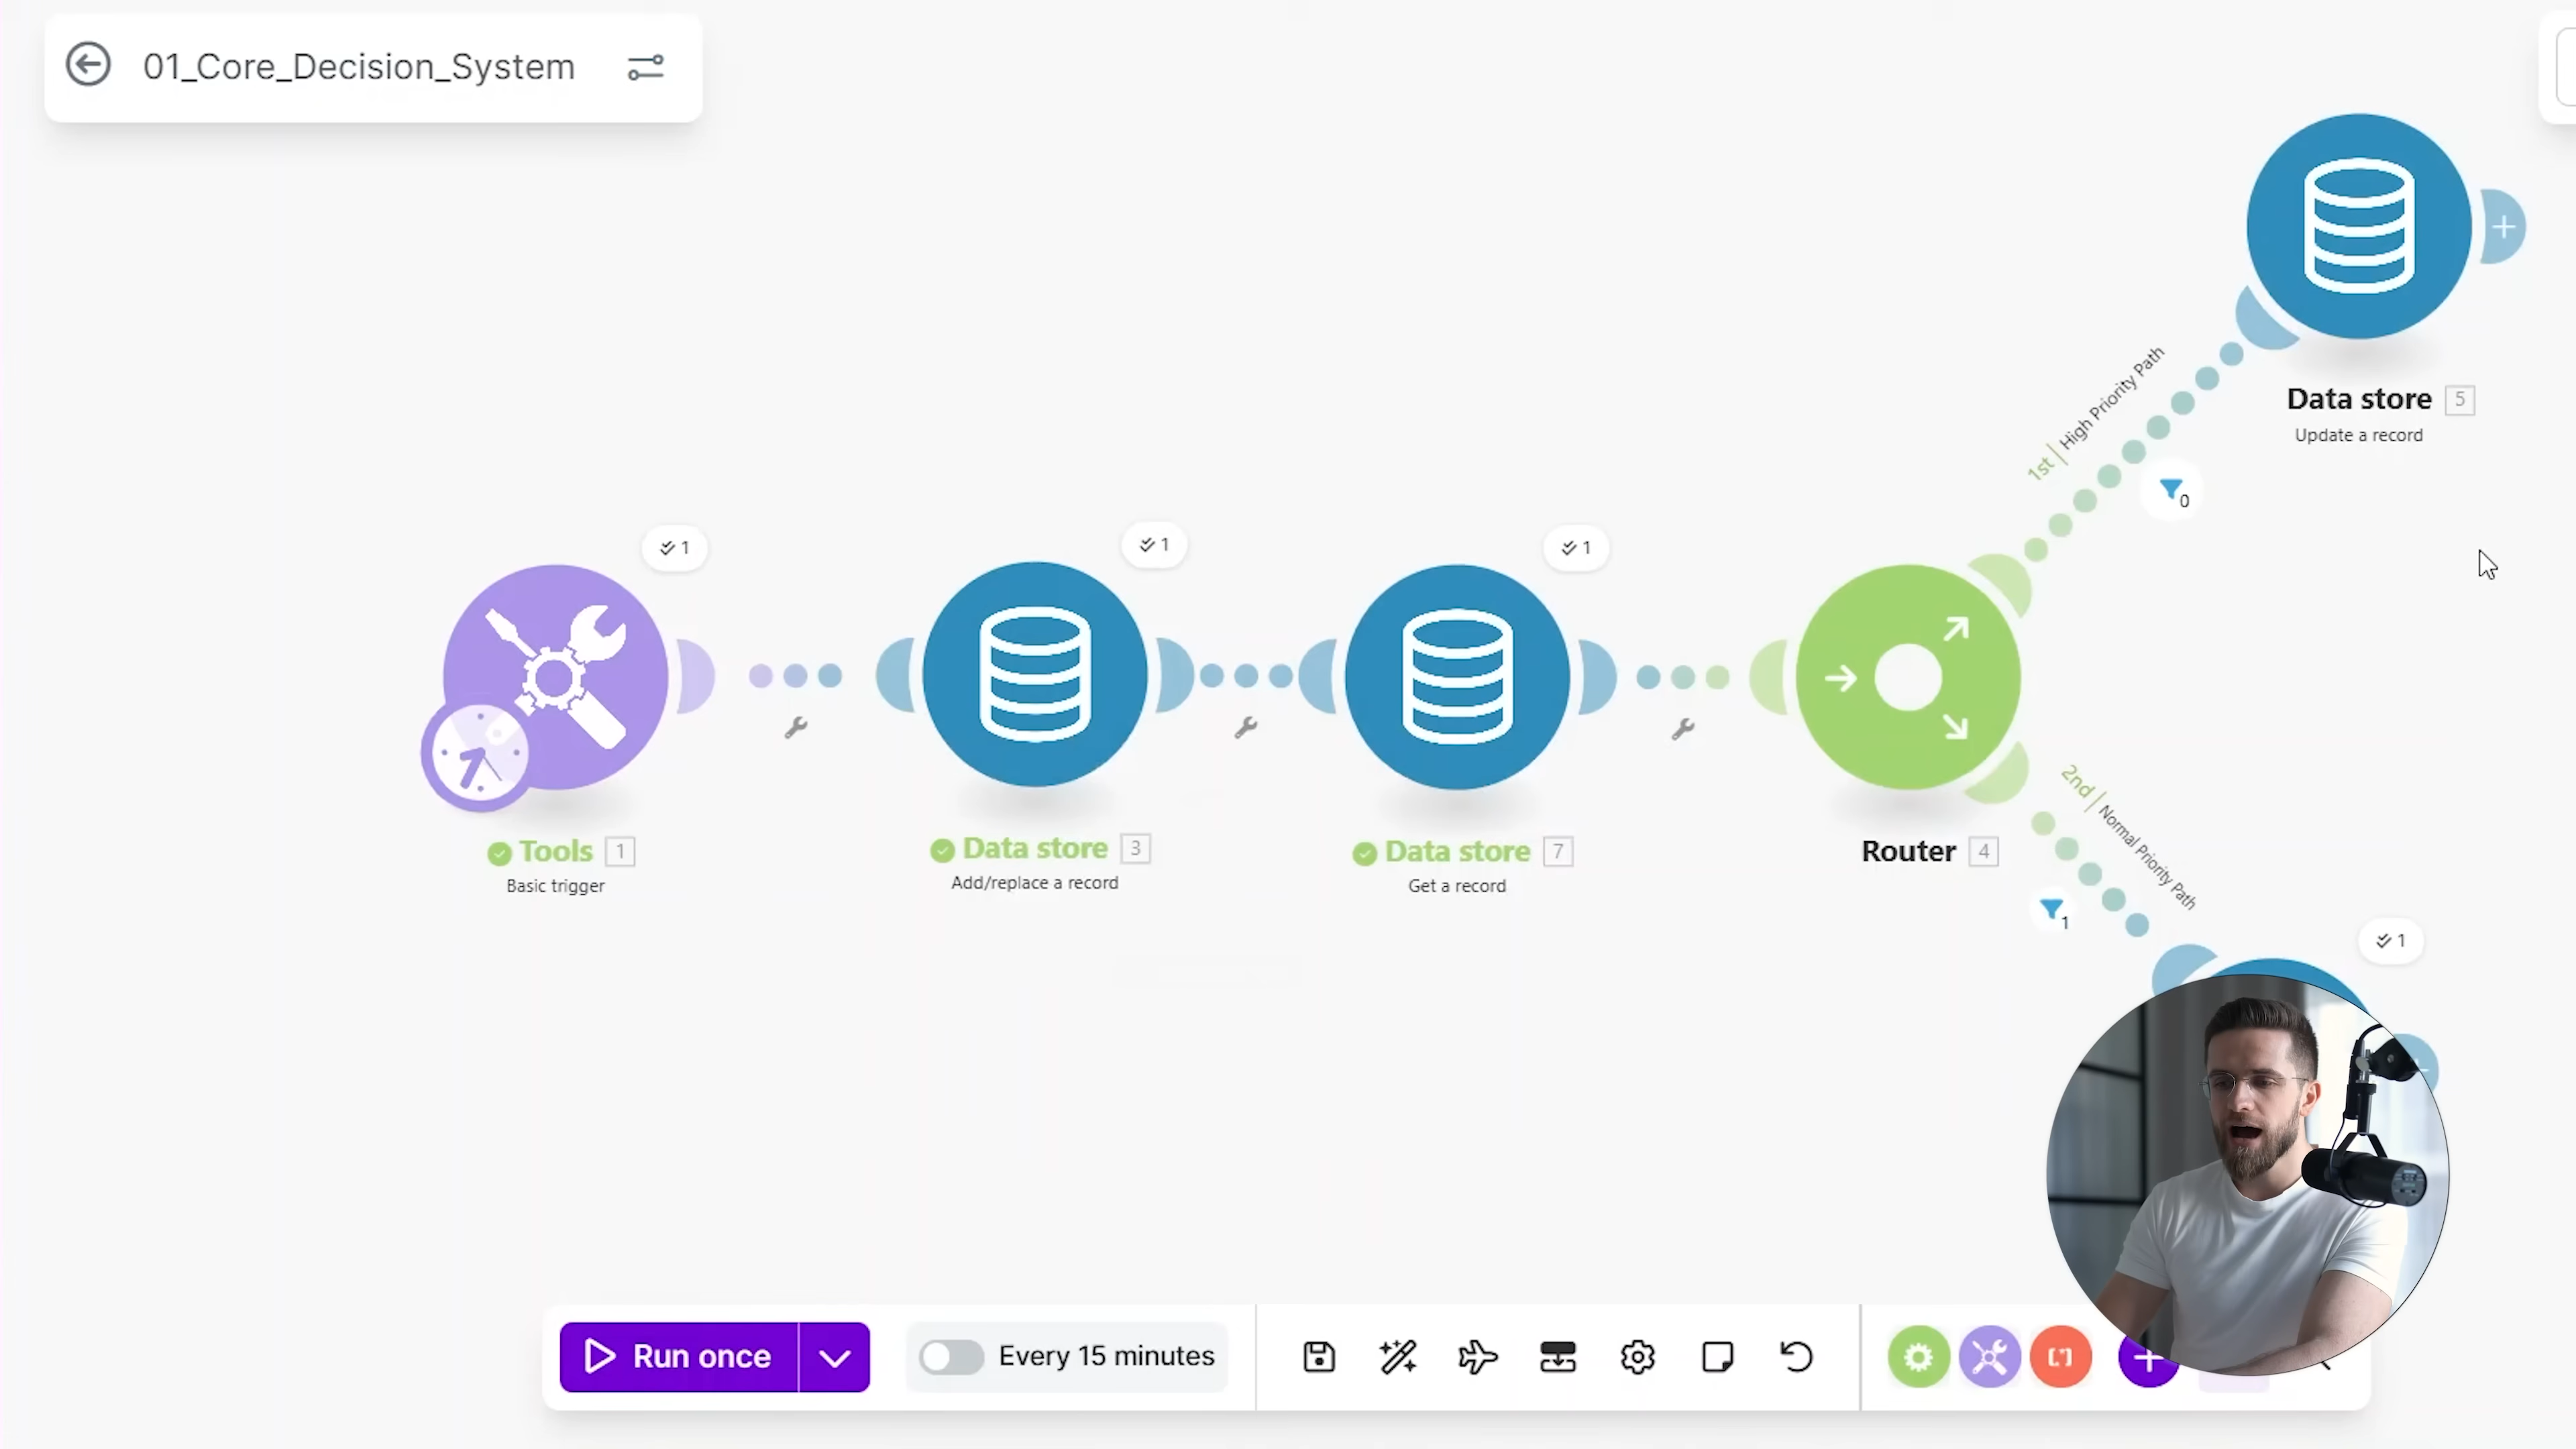 01_Core_Decision_System
Data store 5
Update a record
1st | High Priority Path
0
1
1
1
Tools 1
Basic trigger
Data store 3
Add/replace a record
Data store 7
Get a record
Router 4
2nd | Normal Priority Path
1
1
Run once
Every 15 minutes